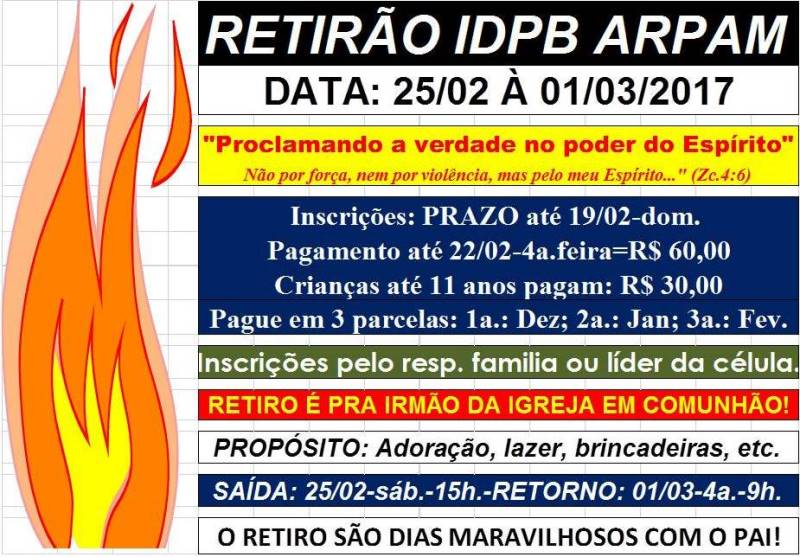 RETIRÃO IDPB ARPAM
DATA: 25/02 À 01/03/2017
"Proclamando a verdade no poder do Espírito"
Não por força, nem por violência, mas pelo meu Espírito..." (Zc.4:6)
Inscrições: PRAZO até 19/02-dom.
Pagamento até 22/02-4a.feira=R$ 60,00
Crianças até 11 anos pagam: R$ 30,00
Pague em 3 parcelas: 1a.: Dez; 2a.: Jan; 3a.: Fev.
Inscrições pelo resp. familia ou líder da célula.
RETIRO É PRA IRMÃO DA IGREJA EM COMUNHÃO!
PROPÓSITO: Adoração, lazer, brincadeiras, etc.
SAÍDA: 25/02-sáb.-15h.-RETORNO: 01/03-4a.-9h.
O RETIRO SÃO DIAS MARAVILHOSOS COM O PAI!